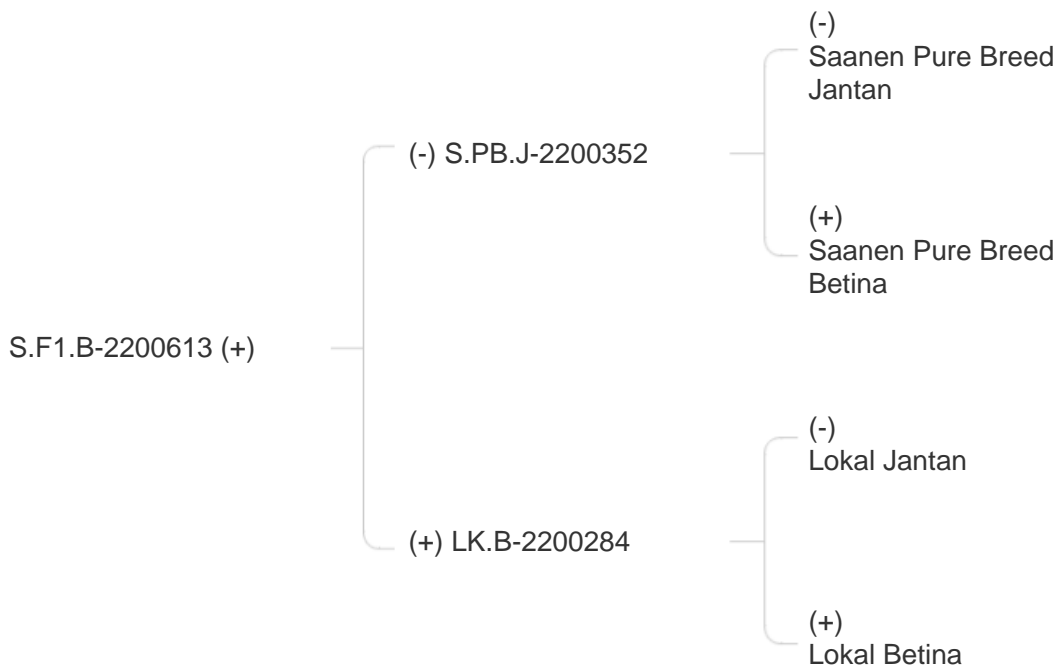 (-)
Saanen Pure Breed
Jantan
(-) S.PB.J-2200352
(+)
Saanen Pure Breed
Betina
S.F1.B-2200613 (+)
(-)
Lokal Jantan
(+) LK.B-2200284
(+)
Lokal Betina